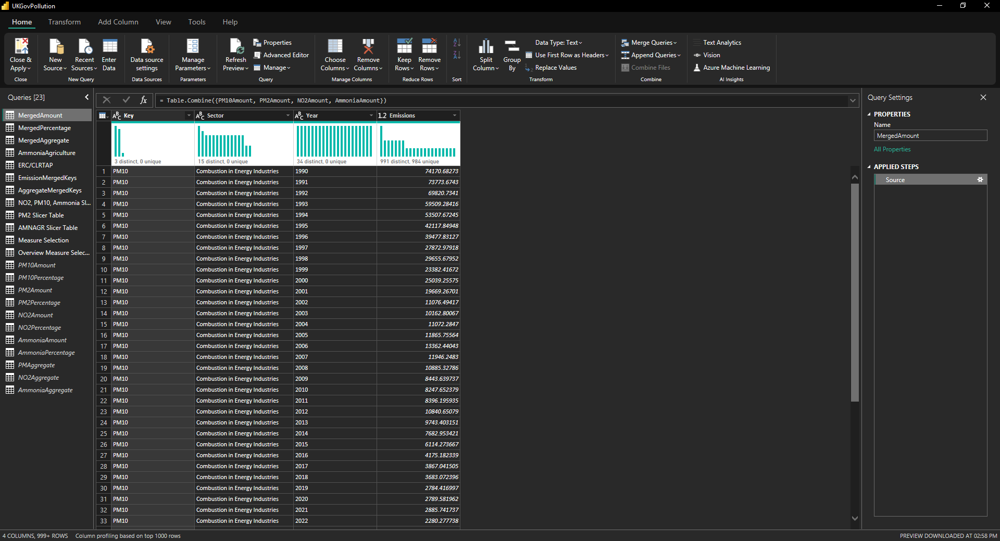 UKGovPollution
Home Transform Add Column View Tools Help
Close & Apply
New Source
Recent Sources
Enter Data
Data source settings
Manage Parameters
Refresh Preview
Properties
Advanced Editor
Manage
Choose Columns
Remove Columns
Keep Rows
Remove Rows
Split Column
Group By
Data Type: Text
Use First Row as Headers
Replace Values
Merge Queries
Append Queries
Combine Files
Text Analytics
Vision
Azure Machine Learning
Close New Query Data Sources Parameters Query Manage Columns Reduce Rows Sort Transform Combine AI Insights
Queries [23]
MergedAmount
MergedPercentage
MergedAggregate
AmmoniaAgriculture
ERC/CLRTAP
EmissionMergedKeys
AggregateMergedKeys
NO2, PM10, Ammonia Sl...
PM2 Slicer Table
AMNAGR Slicer Table
Measure Selection
Overview Measure Selec...
PM10Amount
PM10Percentage
PM2Amount
PM2Percentage
NO2Amount
NO2Percentage
AmmoniaAmount
AmmoniaPercentage
PMAggregate
NO2Aggregate
AmmoniaAggregate
fx = Table.Combine({PM10Amount, PM2Amount, NO2Amount, AmmoniaAmount})
ABC Key ABC Sector ABC Year 1.2 Emissions
3 distinct, 0 unique 15 distinct, 0 unique 34 distinct, 0 unique 991 distinct, 984 unique
1 PM10 Combustion in Energy Industries 1990 74170.68273
2 PM10 Combustion in Energy Industries 1991 73773.6743
3 PM10 Combustion in Energy Industries 1992 69820.7341
4 PM10 Combustion in Energy Industries 1993 59509.28416
5 PM10 Combustion in Energy Industries 1994 53507.67245
6 PM10 Combustion in Energy Industries 1995 42117.84948
7 PM10 Combustion in Energy Industries 1996 39477.83127
8 PM10 Combustion in Energy Industries 1997 27872.97918
9 PM10 Combustion in Energy Industries 1998 29655.67952
10 PM10 Combustion in Energy Industries 1999 23382.41672
11 PM10 Combustion in Energy Industries 2000 25039.25575
12 PM10 Combustion in Energy Industries 2001 19669.26701
13 PM10 Combustion in Energy Industries 2002 11076.49417
14 PM10 Combustion in Energy Industries 2003 10162.80067
15 PM10 Combustion in Energy Industries 2004 11072.2847
16 PM10 Combustion in Energy Industries 2005 11865.75564
17 PM10 Combustion in Energy Industries 2006 13362.44043
18 PM10 Combustion in Energy Industries 2007 11946.2483
19 PM10 Combustion in Energy Industries 2008 10885.32786
20 PM10 Combustion in Energy Industries 2009 8443.639737
21 PM10 Combustion in Energy Industries 2010 8247.652379
22 PM10 Combustion in Energy Industries 2011 8396.195935
23 PM10 Combustion in Energy Industries 2012 10840.65079
24 PM10 Combustion in Energy Industries 2013 9743.403151
25 PM10 Combustion in Energy Industries 2014 7682.953421
26 PM10 Combustion in Energy Industries 2015 6114.273667
27 PM10 Combustion in Energy Industries 2016 4175.182339
28 PM10 Combustion in Energy Industries 2017 3867.041505
29 PM10 Combustion in Energy Industries 2018 3683.072396
30 PM10 Combustion in Energy Industries 2019 2784.416997
31 PM10 Combustion in Energy Industries 2020 2789.581962
32 PM10 Combustion in Energy Industries 2021 2885.741737
33 PM10 Combustion in Energy Industries 2022 2280.277738
Query Settings
PROPERTIES
Name
MergedAmount
All Properties
APPLIED STEPS
Source
4 COLUMNS, 999+ ROWS Column profiling based on top 1000 rows
PREVIEW DOWNLOADED AT 02:58 PM